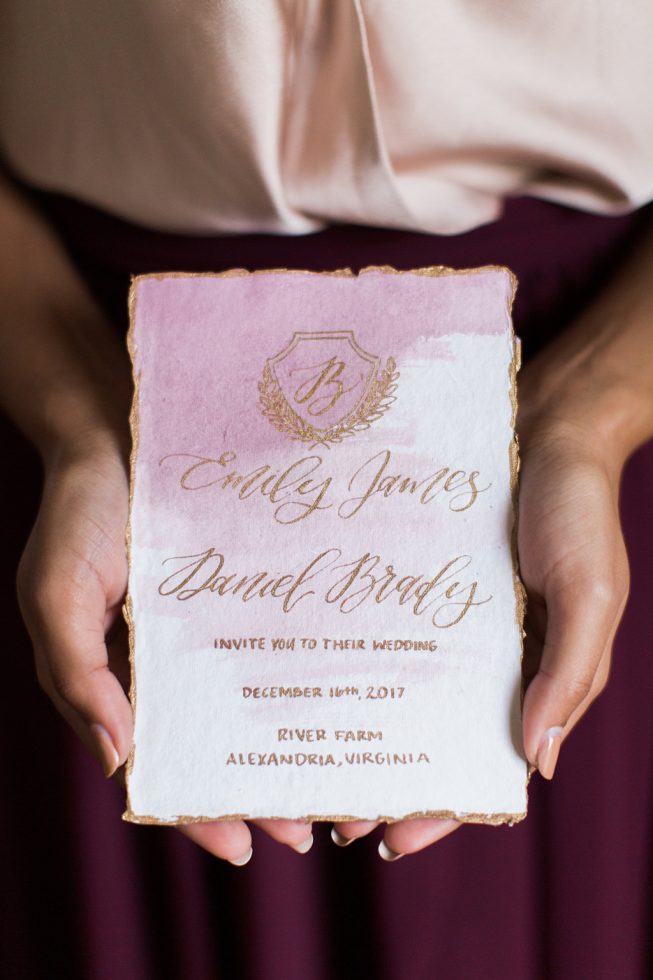 B
Emily James
Daniel Brady
INVITE YOU TO THEIR WEDDING
DECEMBER 16th, 2017
RIVER FARM
ALEXANDRIA, VIRGINIA